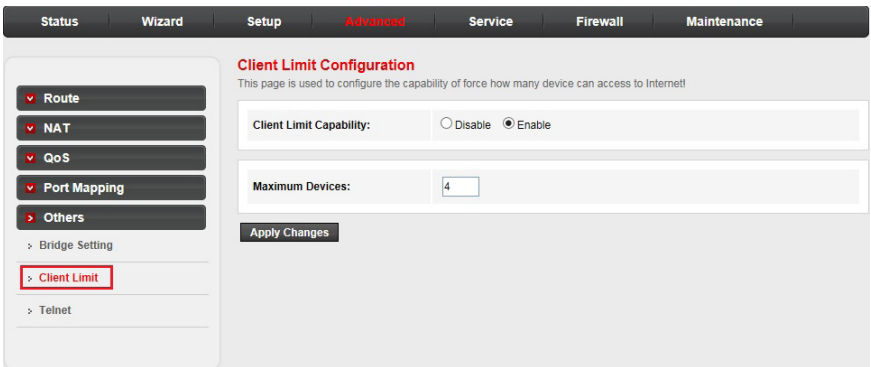 Status Wizard Setup Advanced Service Firewall Maintenance
Route
NAT
QoS
Port Mapping
Others
Bridge Setting
Client Limit
Telnet
Client Limit Configuration
This page is used to configure the capability of force how many device can access to Internet!
Client Limit Capability: Disable Enable
Maximum Devices: 4
Apply Changes